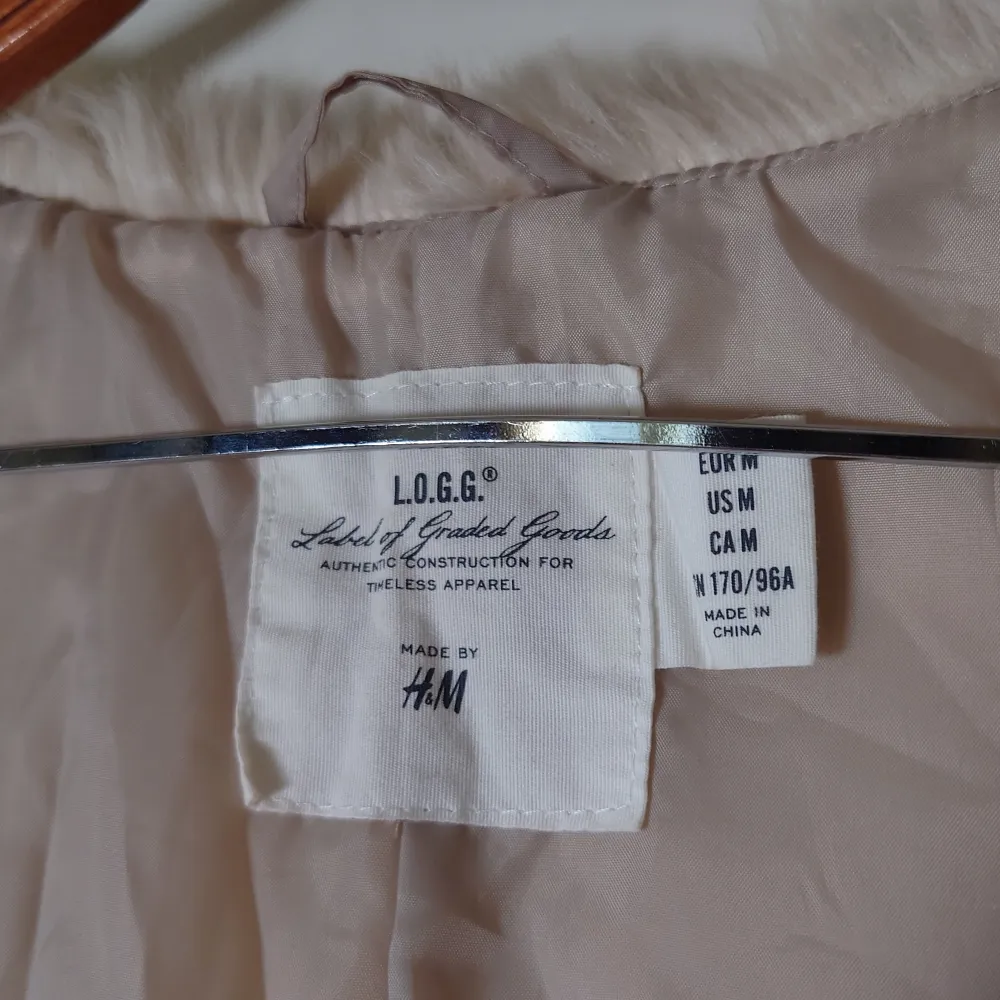 L.O.G.G.®
Label of Graded Goods
AUTHENTIC CONSTRUCTION FOR
TIMELESS APPAREL
MADE BY
H&M
EUR M
US M
CA M
N 170/96A
MADE IN
CHINA